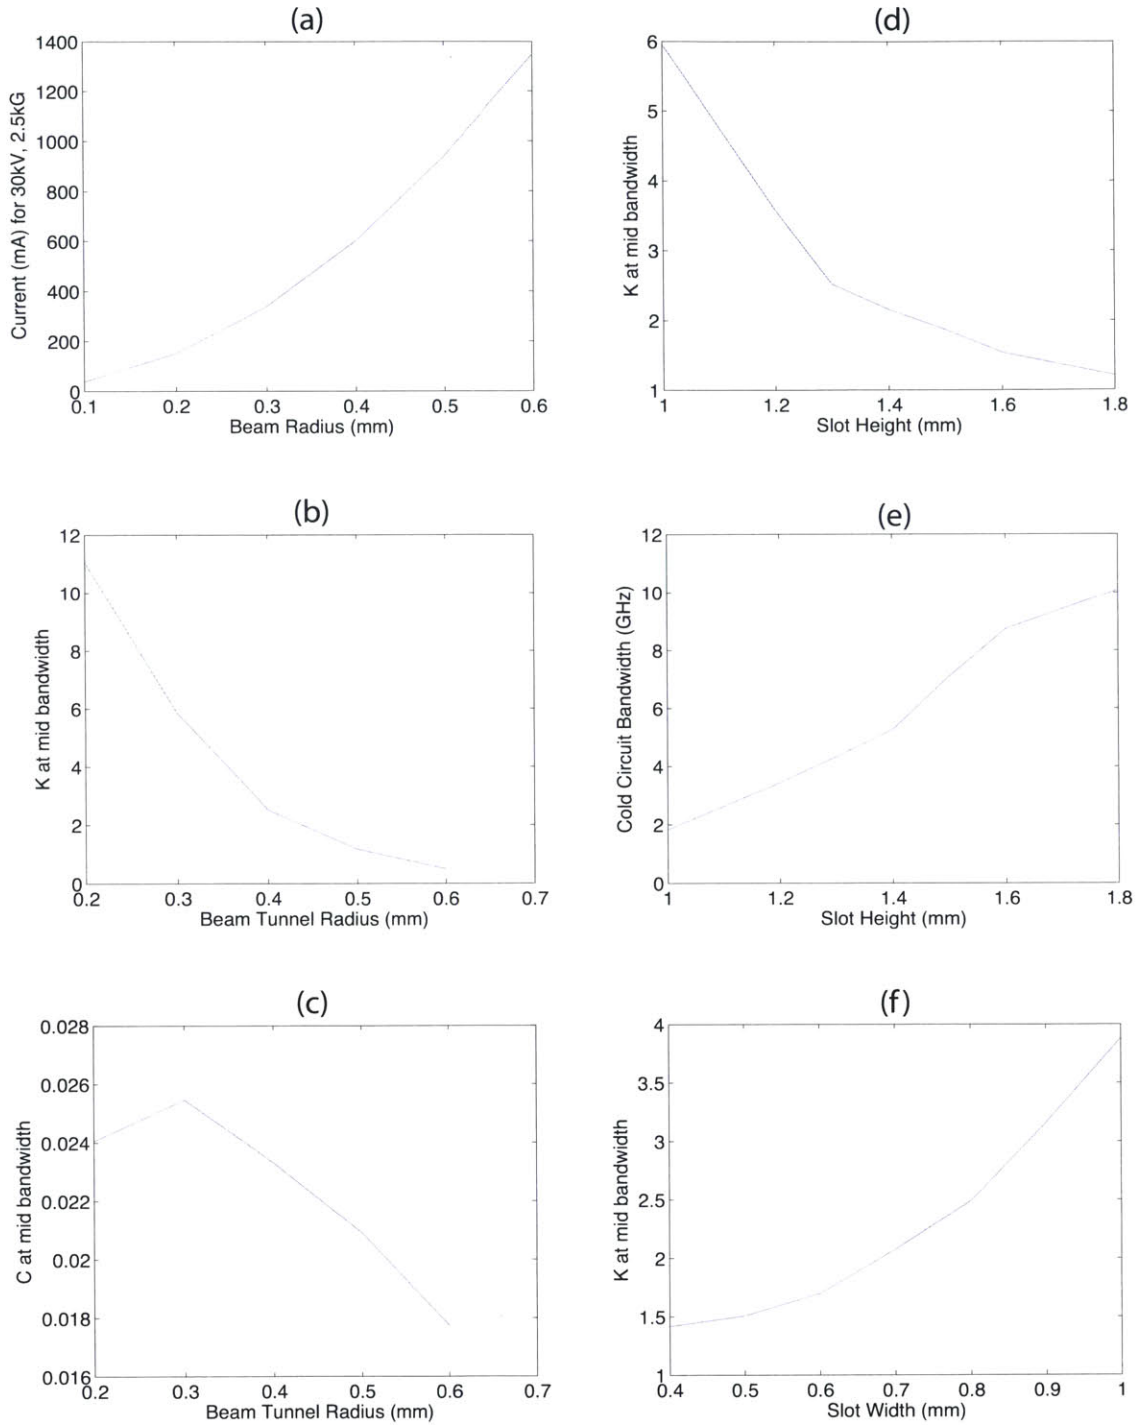 (a)
1400
1200
1000
800
600
400
200
0
0.1 0.2 0.3 0.4 0.5 0.6
Current (mA) for 30kV, 2.5kG
Beam Radius (mm)
(d)
6
5
4
3
2
1
1 1.2 1.4 1.6 1.8
K at mid bandwidth
Slot Height (mm)
(b)
12
10
8
6
4
2
0
0.2 0.3 0.4 0.5 0.6 0.7
K at mid bandwidth
Beam Tunnel Radius (mm)
(e)
12
10
8
6
4
2
0
1 1.2 1.4 1.6 1.8
Cold Circuit Bandwidth (GHz)
Slot Height (mm)
(c)
0.028
0.026
0.024
0.022
0.02
0.018
0.016
0.2 0.3 0.4 0.5 0.6 0.7
C at mid bandwidth
Beam Tunnel Radius (mm)
(f)
4
3.5
3
2.5
2
1.5
1
0.4 0.5 0.6 0.7 0.8 0.9 1
K at mid bandwidth
Slot Width (mm)